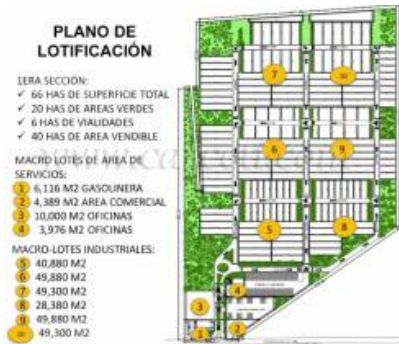 PLANO DE
LOTIFICACIÓN
1ERA SECCIÓN:
✓ 66 HAS DE SUPERFICIE TOTAL
✓ 20 HAS DE AREAS VERDES
✓ 6 HAS DE VIALIDADES
✓ 40 HAS DE AREA VENDIBLE
MACRO LOTES DE ÁREA DE
SERVICIOS:
1 6,116 M2 GASOLINERA
2 4,389 M2 AREA COMERCIAL
3 10,000 M2 OFICINAS
4 3,976 M2 OFICINAS
MACRO-LOTES INDUSTRIALES:
5 40,880 M2
6 49,880 M2
7 49,300 M2
8 28,380 M2
9 49,880 M2
10 49,300 M2
7
10
6
9
5
8
4
3
2
1